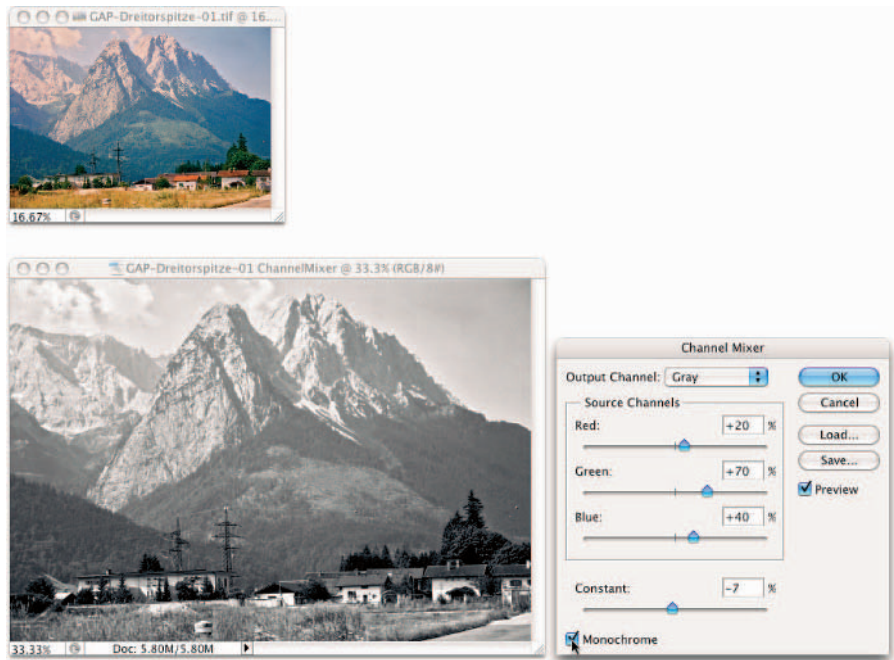 GAP-Dreitorspitze-01.tif @ 16....
16.67%
GAP-Dreitorspitze-01 ChannelMixer @ 33.3% (RGB/8#)
33.33% Doc: 5.80M/5.80M
Channel Mixer
Output Channel: Gray
OK
Source Channels
Cancel
Red: +20 %
Load...
Save...
Green: +70 %
Preview
Blue: +40 %
Constant: -7 %
Monochrome